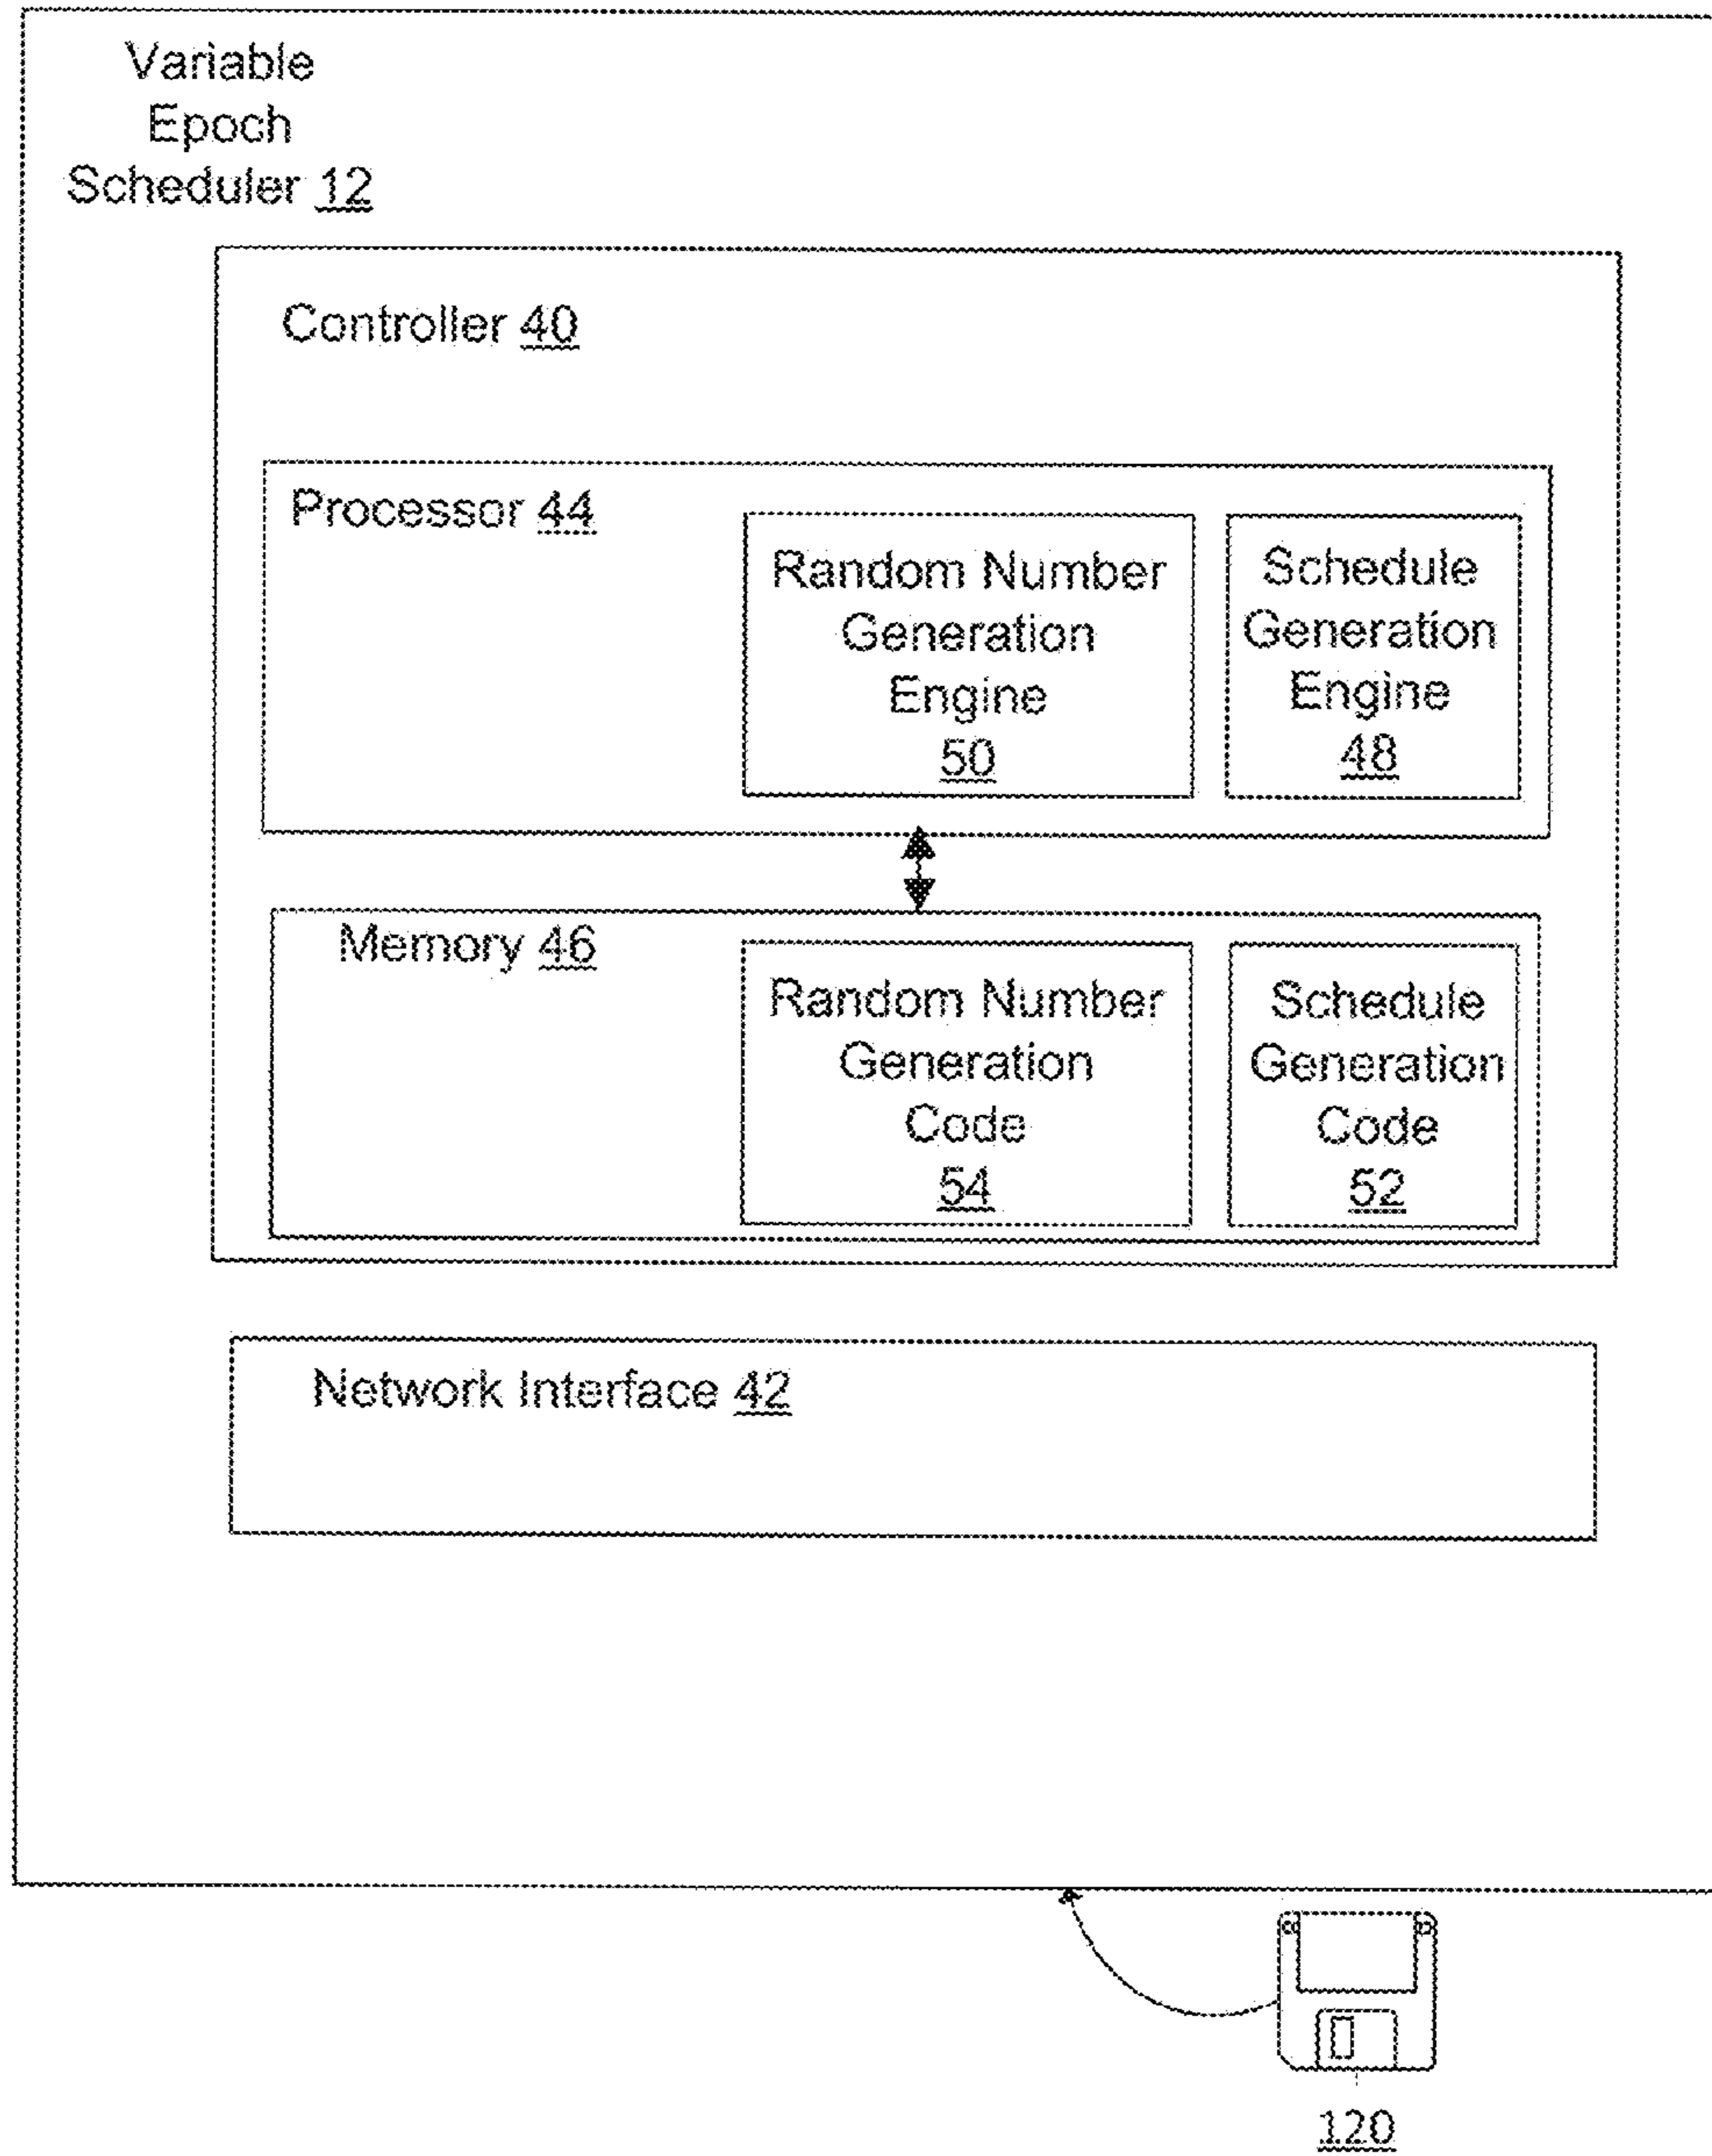 Variable
Epoch
Scheduler 12
Controller 40
Processor 44
Random Number
Generation
Engine
50
Schedule
Generation
Engine
48
Memory 46
Random Number
Generation
Code
54
Schedule
Generation
Code
52
Network Interface 42
120